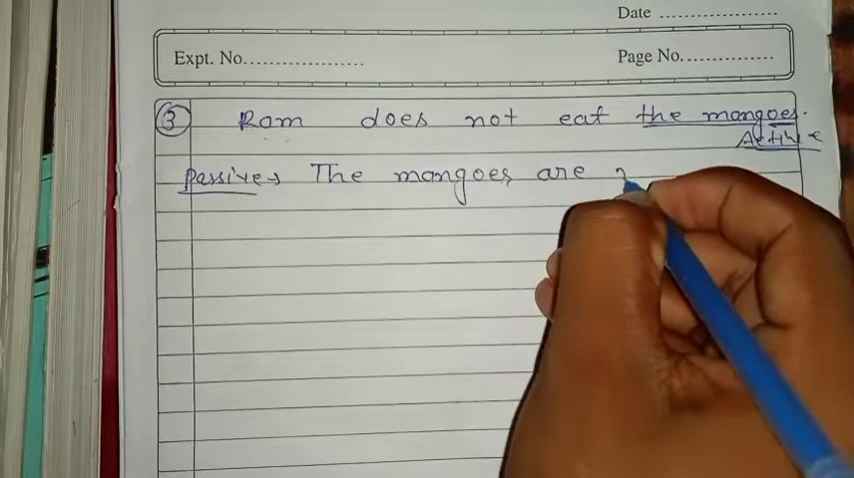 Date ....................
Expt. No..................... Page No................
③ Ram does not eat the mangoes.
Active
Passive → The mangoes are